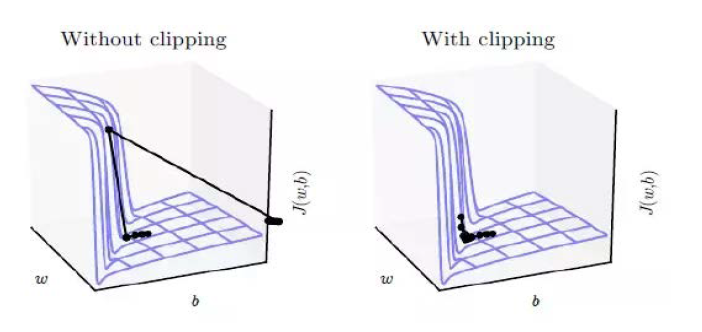 Without clipping
With clipping
J(w,b)
J(w,b)
w
b
w
b